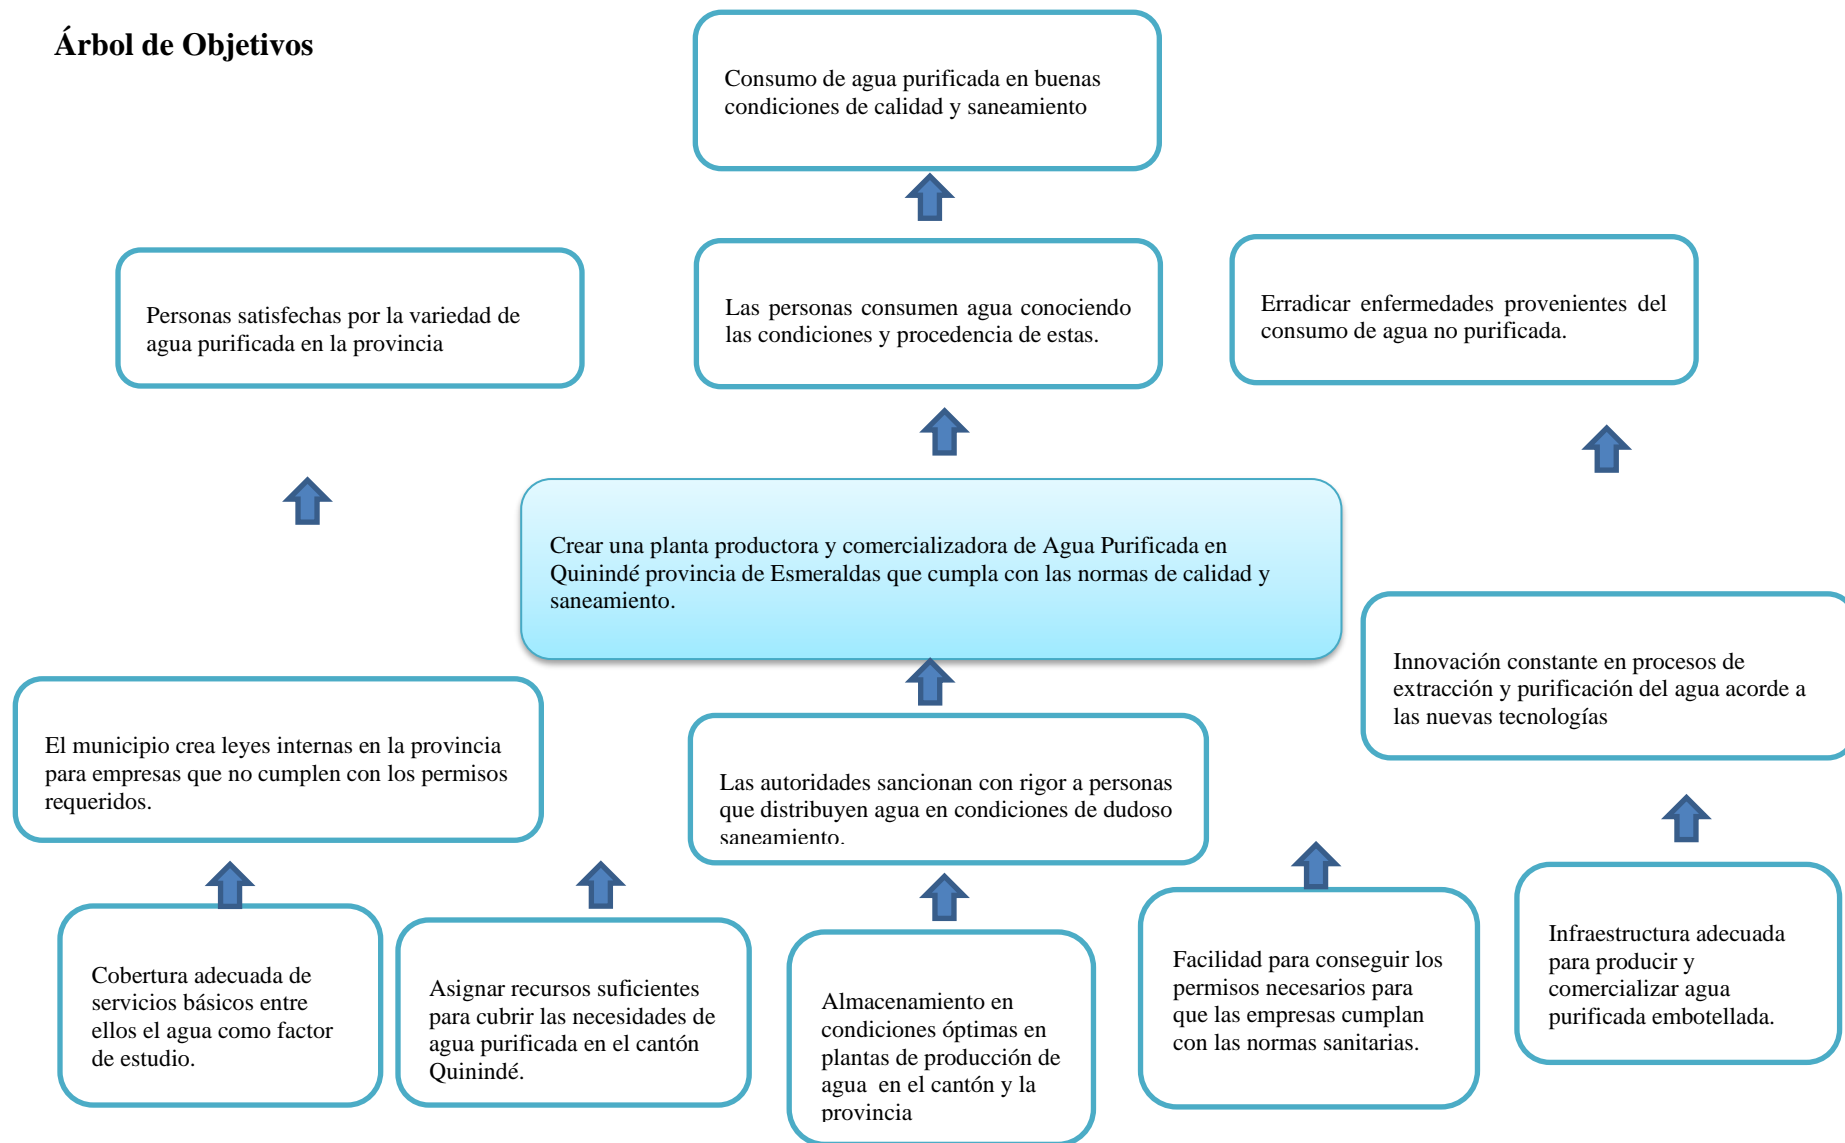 Árbol de Objetivos
Consumo de agua purificada en buenas
condiciones de calidad y saneamiento
Personas satisfechas por la variedad de
agua purificada en la provincia
Las personas consumen agua conociendo
las condiciones y procedencia de estas.
Erradicar enfermedades provenientes del
consumo de agua no purificada.
Crear una planta productora y comercializadora de Agua Purificada en
Quinindé provincia de Esmeraldas que cumpla con las normas de calidad y
saneamiento.
El municipio crea leyes internas en la provincia
para empresas que no cumplen con los permisos
requeridos.
Las autoridades sancionan con rigor a personas
que distribuyen agua en condiciones de dudoso
saneamiento.
Innovación constante en procesos de
extracción y purificación del agua acorde a
las nuevas tecnologías
Cobertura adecuada de
servicios básicos entre
ellos el agua como factor
de estudio.
Asignar recursos suficientes
para cubrir las necesidades de
agua purificada en el cantón
Quinindé.
Almacenamiento en
condiciones óptimas en
plantas de producción de
agua en el cantón y la
provincia
Facilidad para conseguir los
permisos necesarios para
que las empresas cumplan
con las normas sanitarias.
Infraestructura adecuada
para producir y
comercializar agua
purificada embotellada.